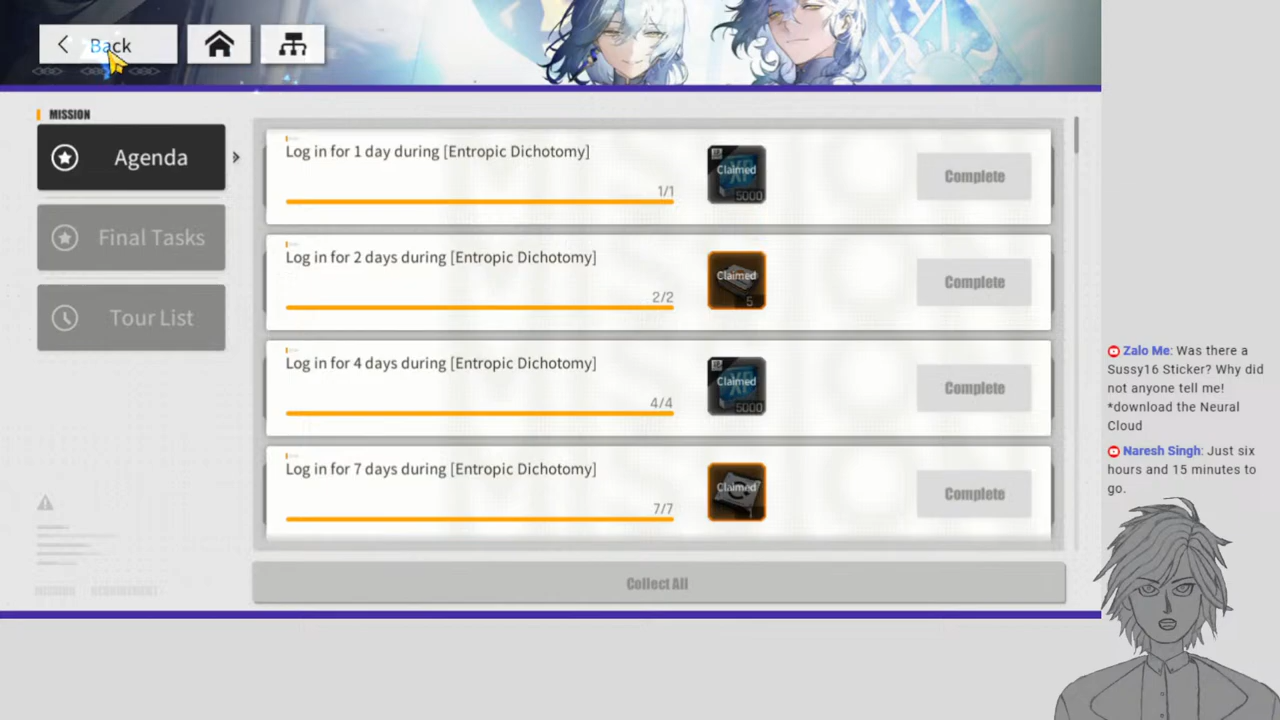 Back
MISSION
Agenda
Final Tasks
Tour List
Log in for 1 day during [Entropic Dichotomy]
1/1
Claimed
5000
Complete
Log in for 2 days during [Entropic Dichotomy]
2/2
Claimed
5
Complete
Log in for 4 days during [Entropic Dichotomy]
4/4
Claimed
5000
Complete
Log in for 7 days during [Entropic Dichotomy]
7/7
Claimed
1
Complete
Collect All
Zalo Me: Was there a
Sussy16 Sticker? Why did
not anyone tell me!
*download the Neural
Cloud
Naresh Singh: Just six
hours and 15 minutes to
go.